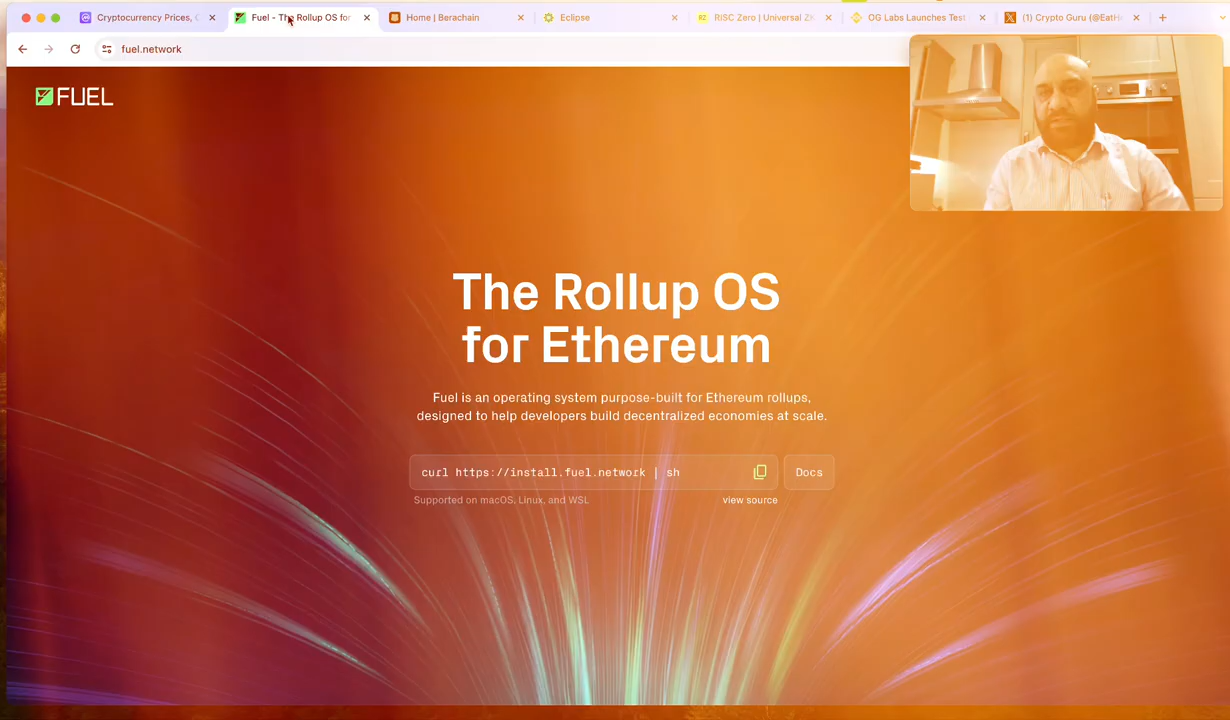 Cryptocurrency Prices, C
Fuel - The Rollup OS for
Home | Berachain
Eclipse
RISC Zero | Universal ZK
OG Labs Launches Test
(1) Crypto Guru (@EatH
fuel.network
FUEL
The Rollup OS
for Ethereum
Fuel is an operating system purpose-built for Ethereum rollups,
designed to help developers build decentralized economies at scale.
curl https://install.fuel.network | sh
Docs
Supported on macOS, Linux, and WSL
view source